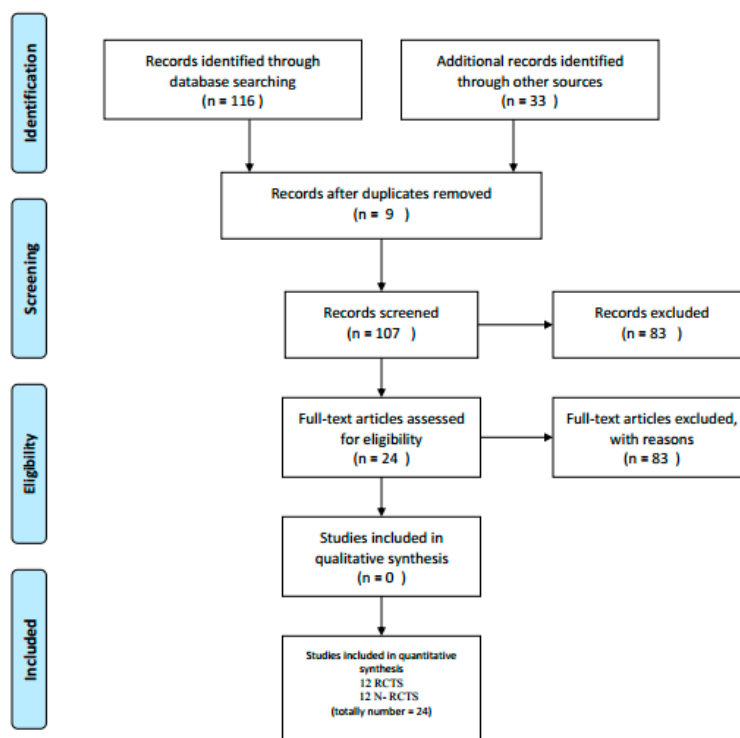 Identification
Records identified through
database searching
(n = 116 )
Additional records identified
through other sources
(n = 33 )
Records after duplicates removed
(n = 9 )
Screening
Records screened
(n = 107 )
Records excluded
(n = 83 )
Eligibility
Full-text articles assessed
for eligibility
(n = 24 )
Full-text articles excluded,
with reasons
(n = 83 )
Studies included in
qualitative synthesis
(n = 0 )
Included
Studies included in quantitative
synthesis
12 RCTS
12 N- RCTS
(totally number = 24)